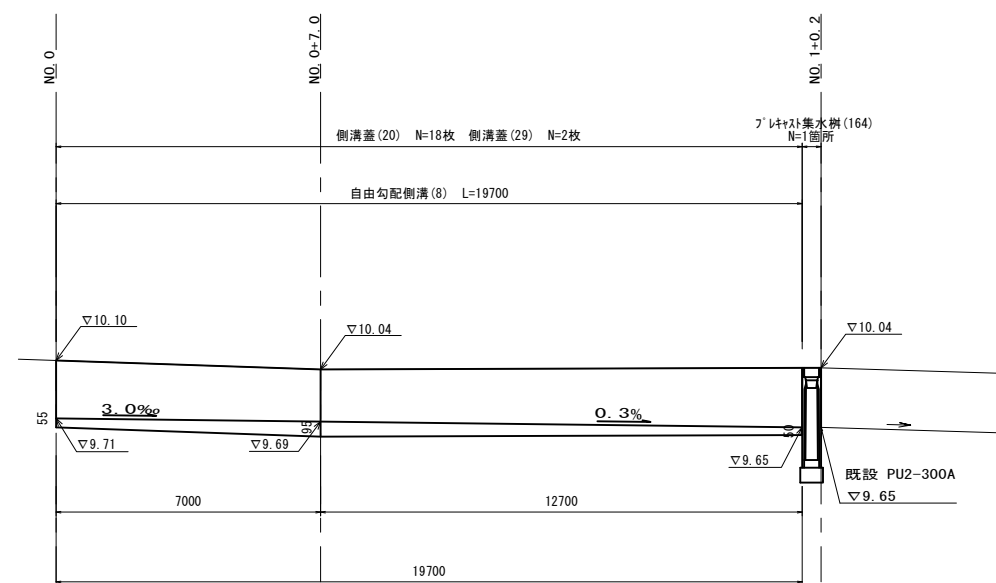 NO.0
NO.0+7.0
NO.1+0.2
側溝蓋(20) N=18枚 側溝蓋(29) N=2枚
ﾌﾟﾚｷｬｽﾄ集水桝(164)
N=1箇所
自由勾配側溝(8) L=19700
▽10.10
▽10.04
▽10.04
55
3.0‰
95
0.3%
50
▽9.71
▽9.69
▽9.65
既設 PU2-300A
▽9.65
7000
12700
19700